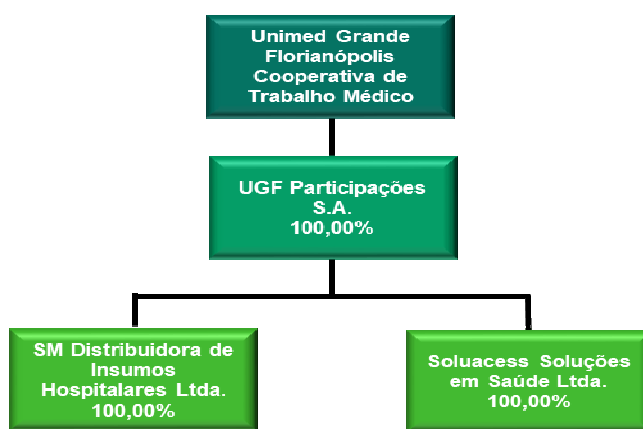 Unimed Grande
Florianópolis
Cooperativa de
Trabalho Médico
UGF Participações
S.A.
100,00%
SM Distribuidora de
Insumos
Hospitalares Ltda.
100,00%
Soluacess Soluções
em Saúde Ltda.
100,00%